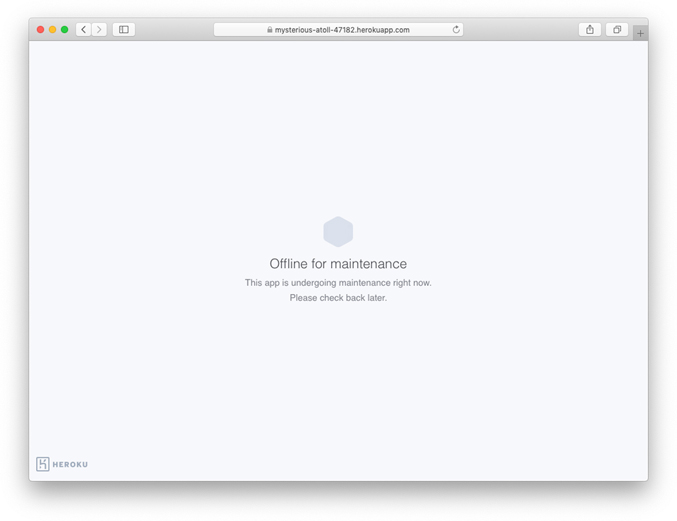 mysterious-atoll-47182.herokuapp.com
Offline for maintenance
This app is undergoing maintenance right now.
Please check back later.
HEROKU